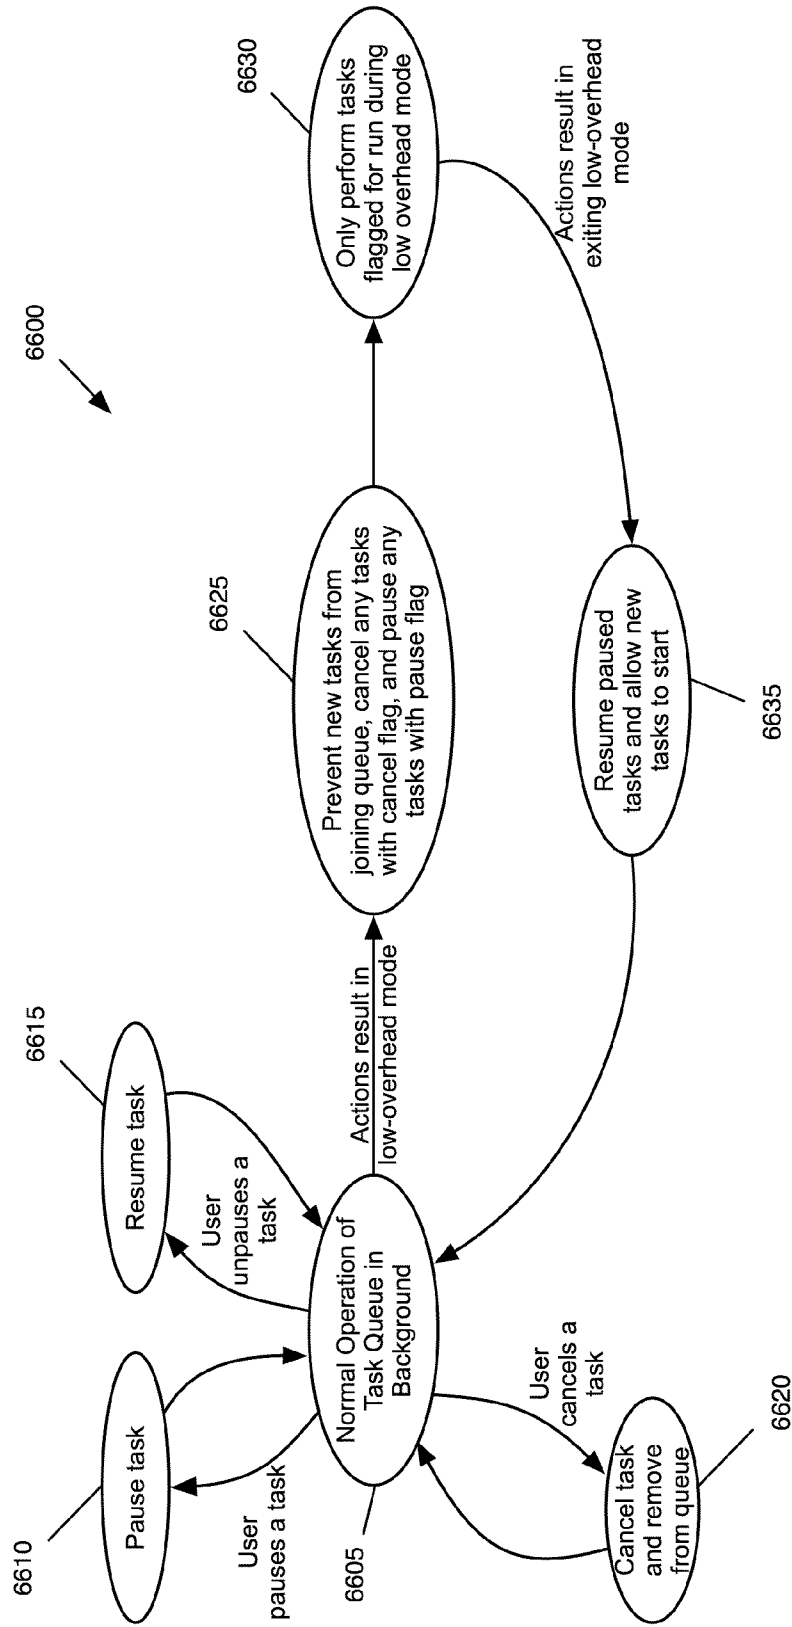 6600
6610
Pause task
6615
Resume task
User
pauses a task
User
unpauses a
task
6605
Normal Operation of
Task Queue in
Background
Actions result in
low-overhead mode
6625
Prevent new tasks from
joining queue, cancel any tasks
with cancel flag, and pause any
tasks with pause flag
6630
Only perform tasks
flagged for run during
low overhead mode
Actions result in
exiting low-overhead
mode
User
cancels a
task
Cancel task
and remove
from queue
6620
Resume paused
tasks and allow new
tasks to start
6635